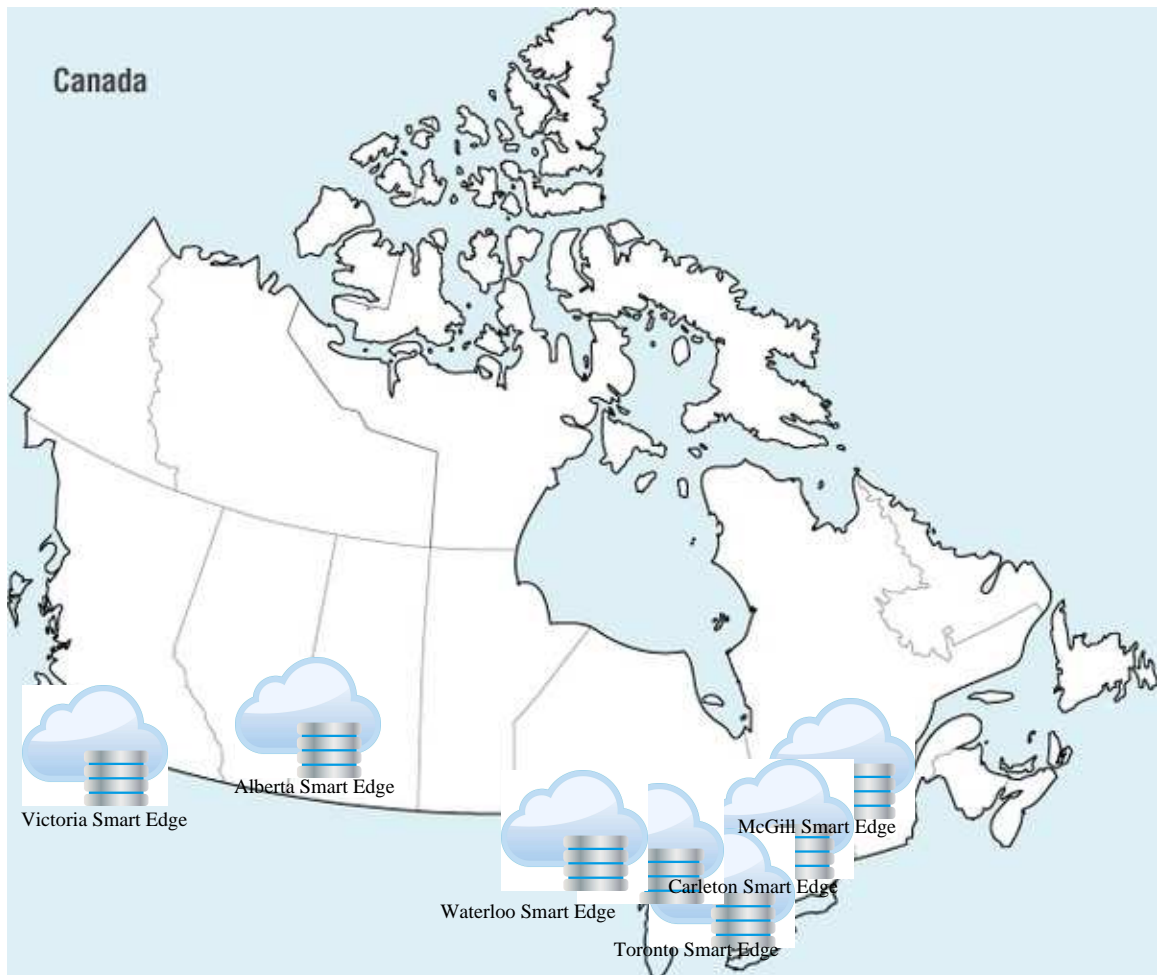 Canada
Alberta Smart Edge
Victoria Smart Edge
McGill Smart Edge
Carleton Smart Edge
Waterloo Smart Edge
Toronto Smart Edge